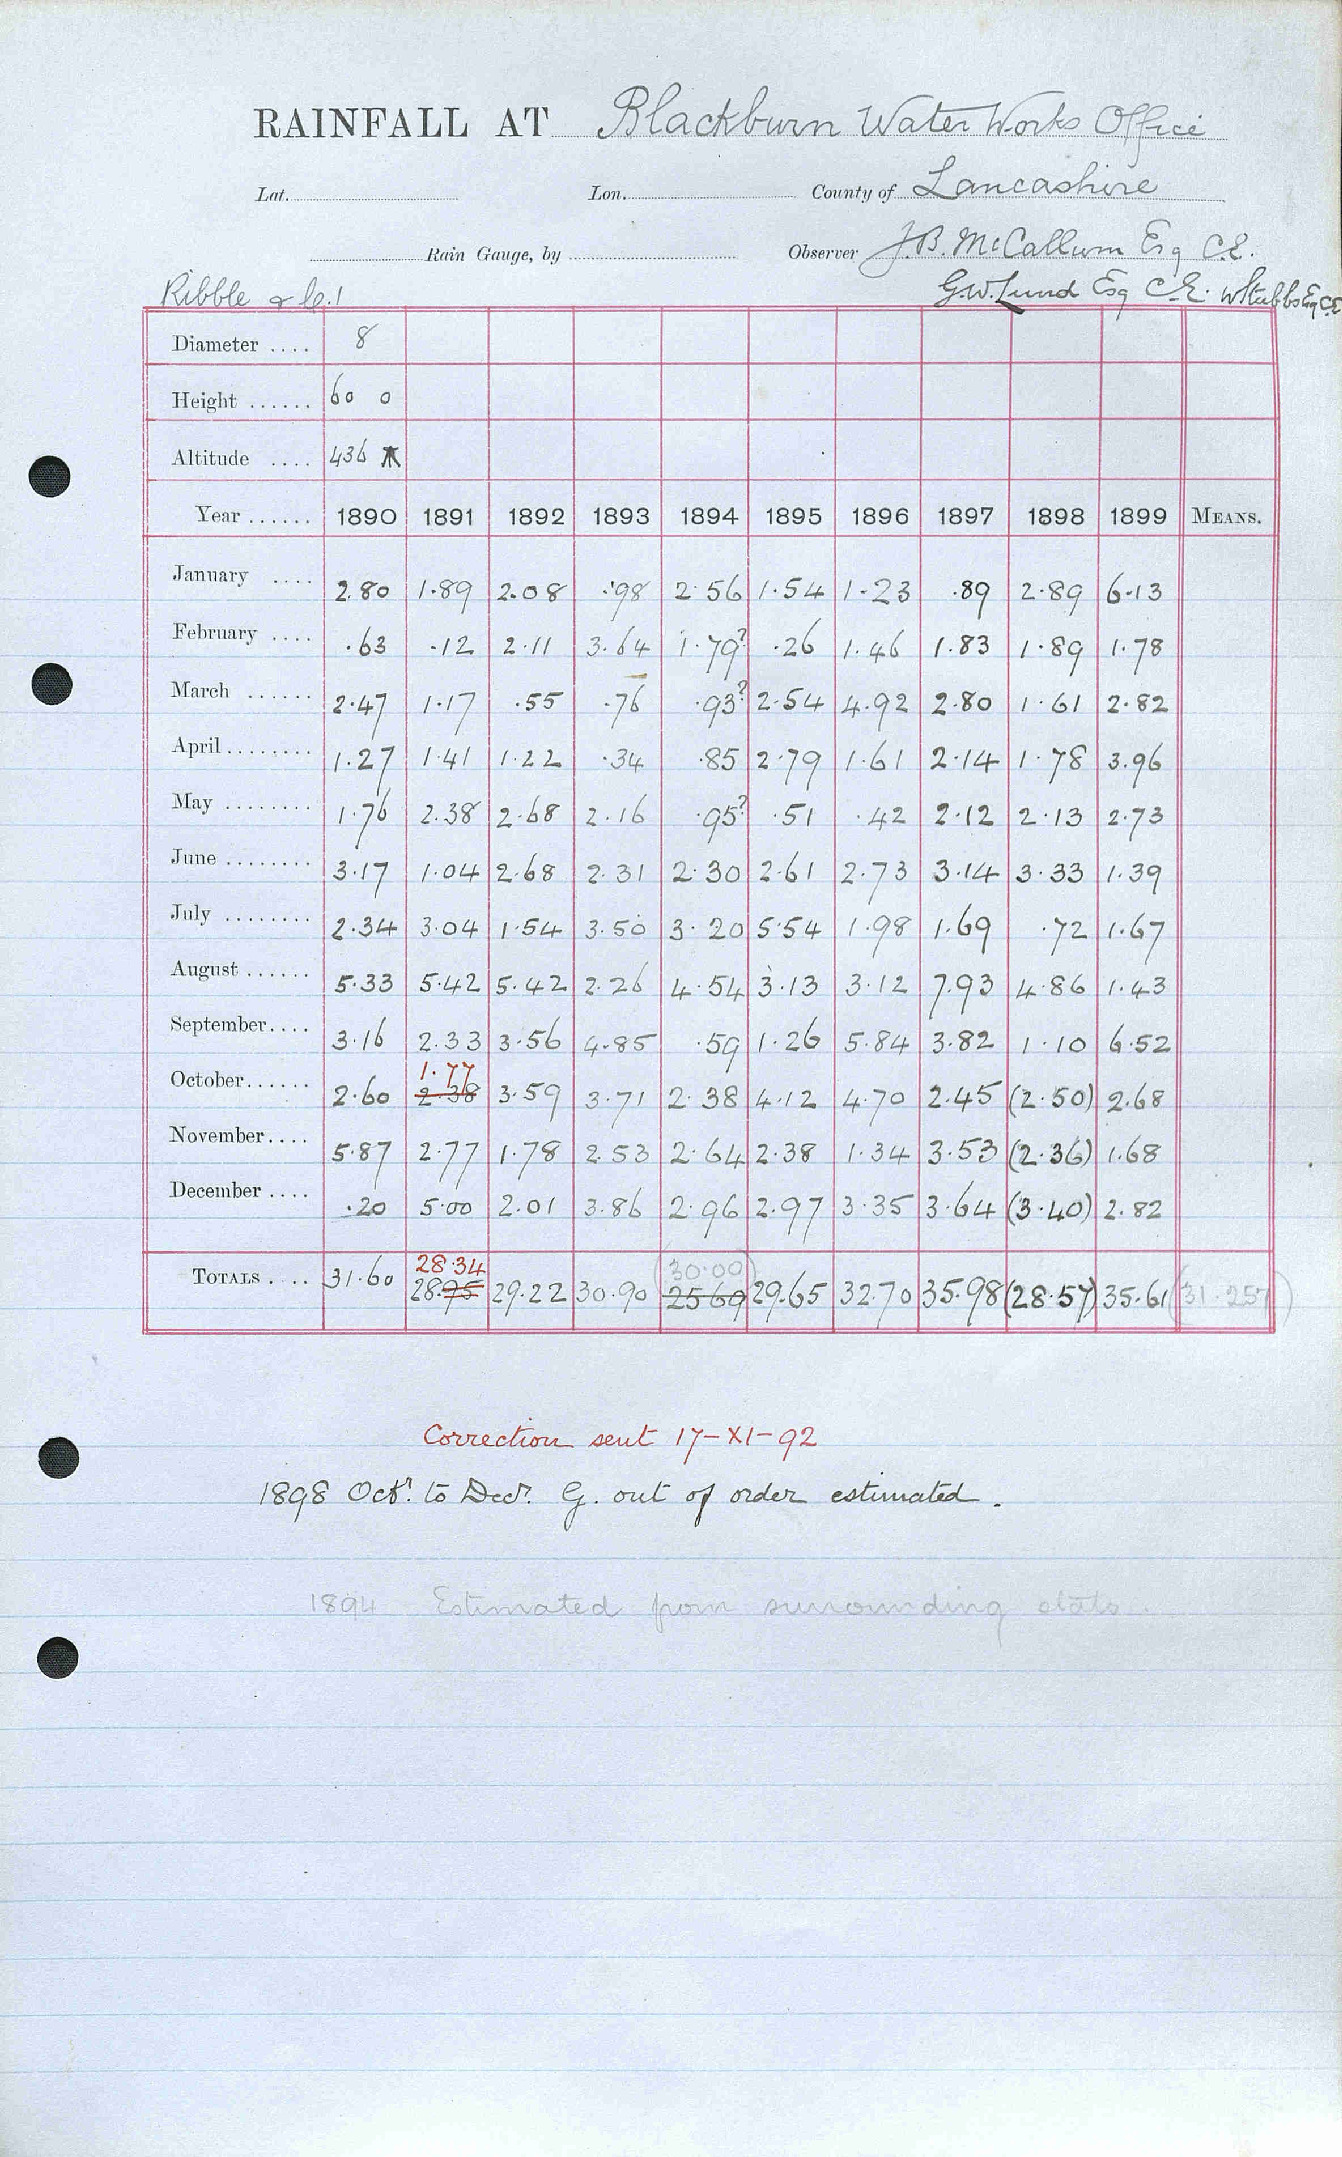 RAINFALL AT Blackburn Water Works Office
Lat. Lon. County of Lancashire
Rain Gauge, by Observer J.B. McCallum Esq C.E.
Ribble & C. 1 G.W. Lund Esq C.E. W Stubbs Esq CE
Diameter .... 8
Height ...... 60 0
Altitude .... 436
Year ...... 1890 1891 1892 1893 1894 1895 1896 1897 1898 1899 MEANS.
January .... 2.80 1.89 2.08 .98 2.56 1.54 1.23 .89 2.89 6.13
February .... .63 .12 2.11 3.64 1.79? .26 1.46 1.83 1.89 1.78
March ...... 2.47 1.17 .55 .76 .93? 2.54 4.92 2.80 1.61 2.82
April ........ 1.27 1.41 1.22 .34 .85 2.79 1.61 2.14 1.78 3.96
May ........ 1.76 2.38 2.68 2.16 .95? .51 .42 2.12 2.13 2.73
June ........ 3.17 1.04 2.68 2.31 2.30 2.61 2.73 3.14 3.33 1.39
July ........ 2.34 3.04 1.54 3.50 3.20 5.54 1.98 1.69 .72 1.67
August ...... 5.33 5.42 5.42 2.26 4.54 3.13 3.12 7.93 4.86 1.43
September .... 3.16 2.33 3.56 4.85 .59 1.26 5.84 3.82 1.10 6.52
1.77
October ...... 2.60 2.38 3.59 3.71 2.38 4.12 4.70 2.45 (2.50) 2.68
November .... 5.87 2.77 1.78 2.53 2.64 2.38 1.34 3.53 (2.36) 1.68
December .... .20 5.00 2.01 3.86 2.96 2.97 3.35 3.64 (3.40) 2.82
28.34 (30.00)
TOTALS .... 31.60 28.95 29.22 30.90 25.69 29.65 32.70 35.98 (28.57) 35.61 (31.257)
Correction sent 17-XI-92
1898 Octr. to Decr. G. out of order estimated.
1894 Estimated from surrounding stats.